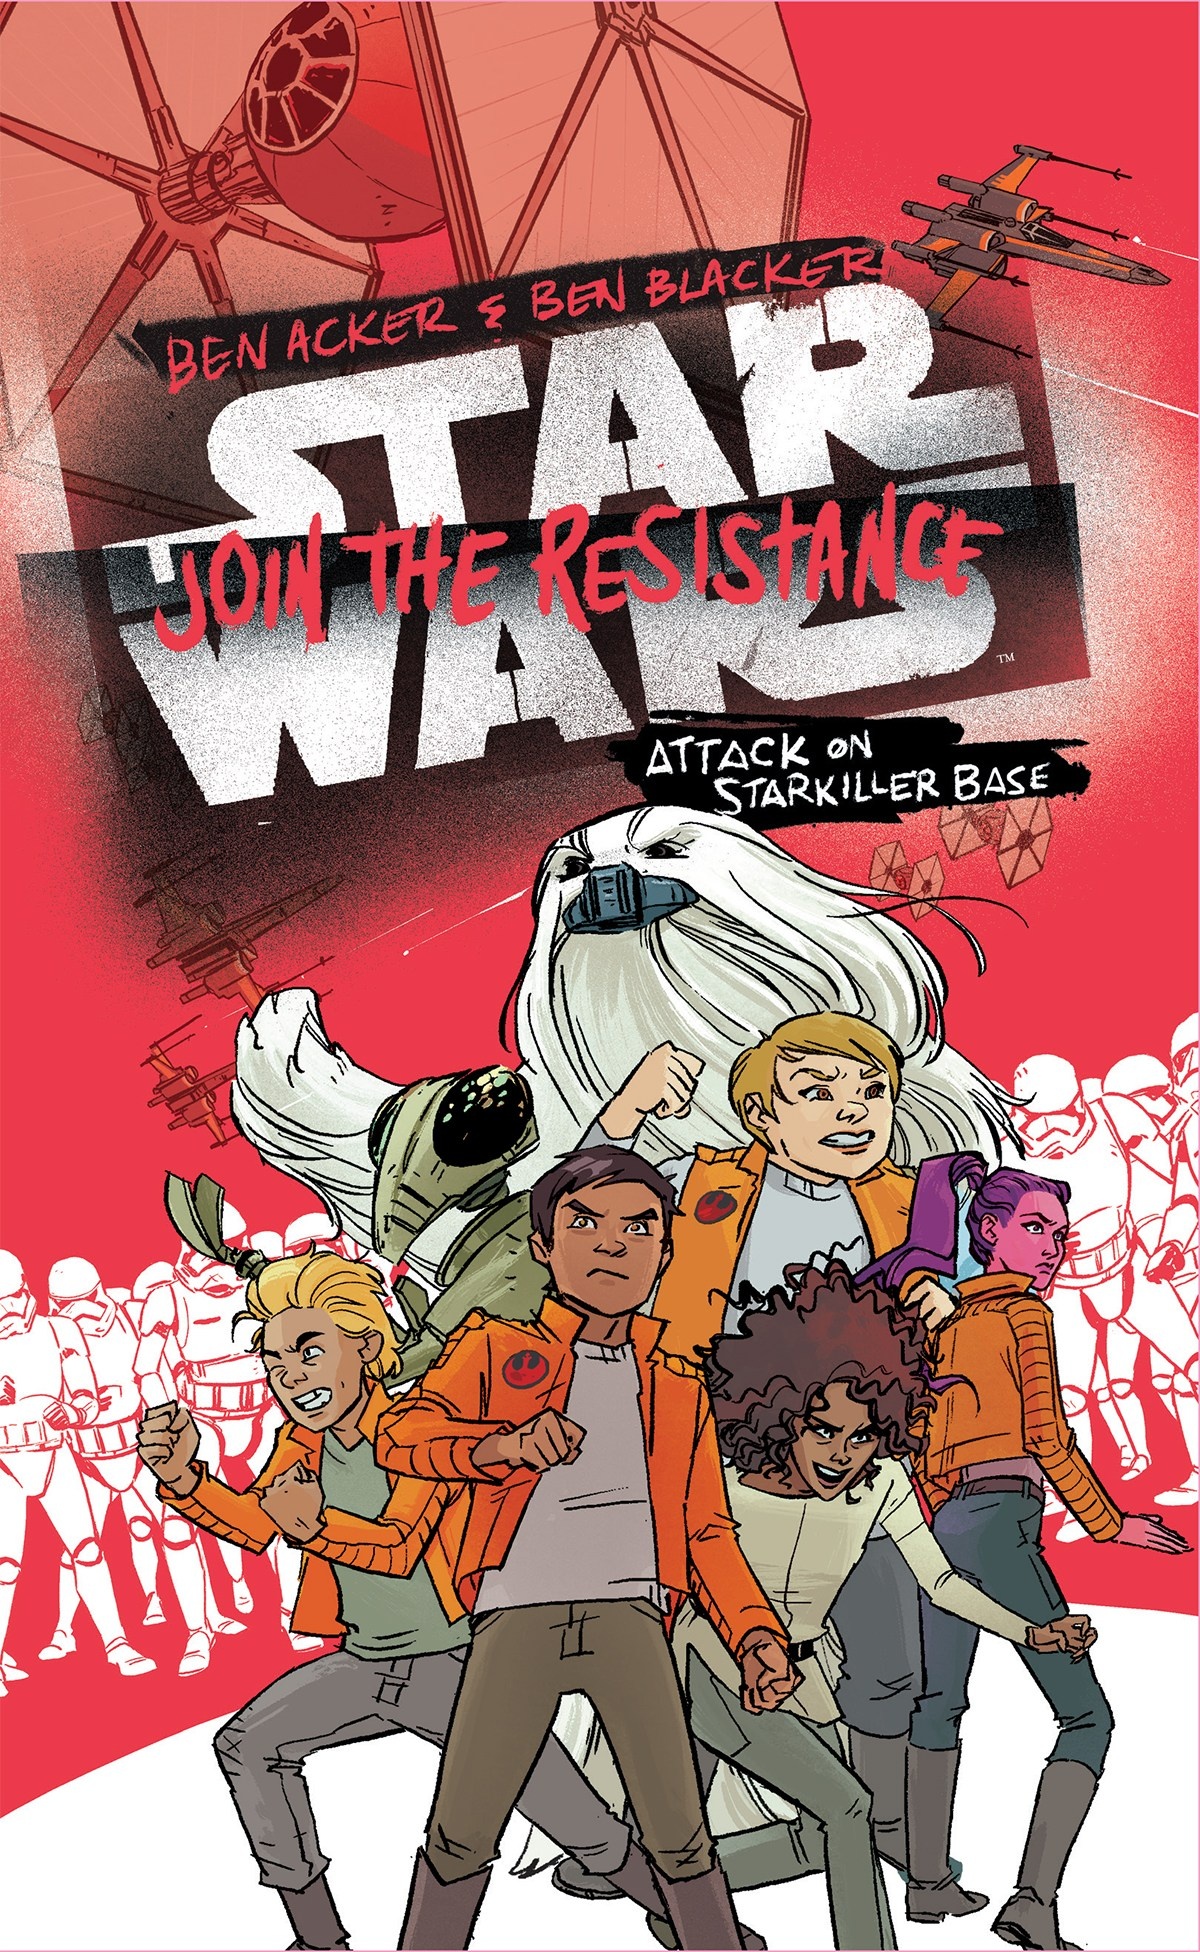 BEN ACKER & BEN BLACKER
STAR
JOIN THE RESISTANCE
WARS
TM
ATTACK ON
STARKILLER BASE